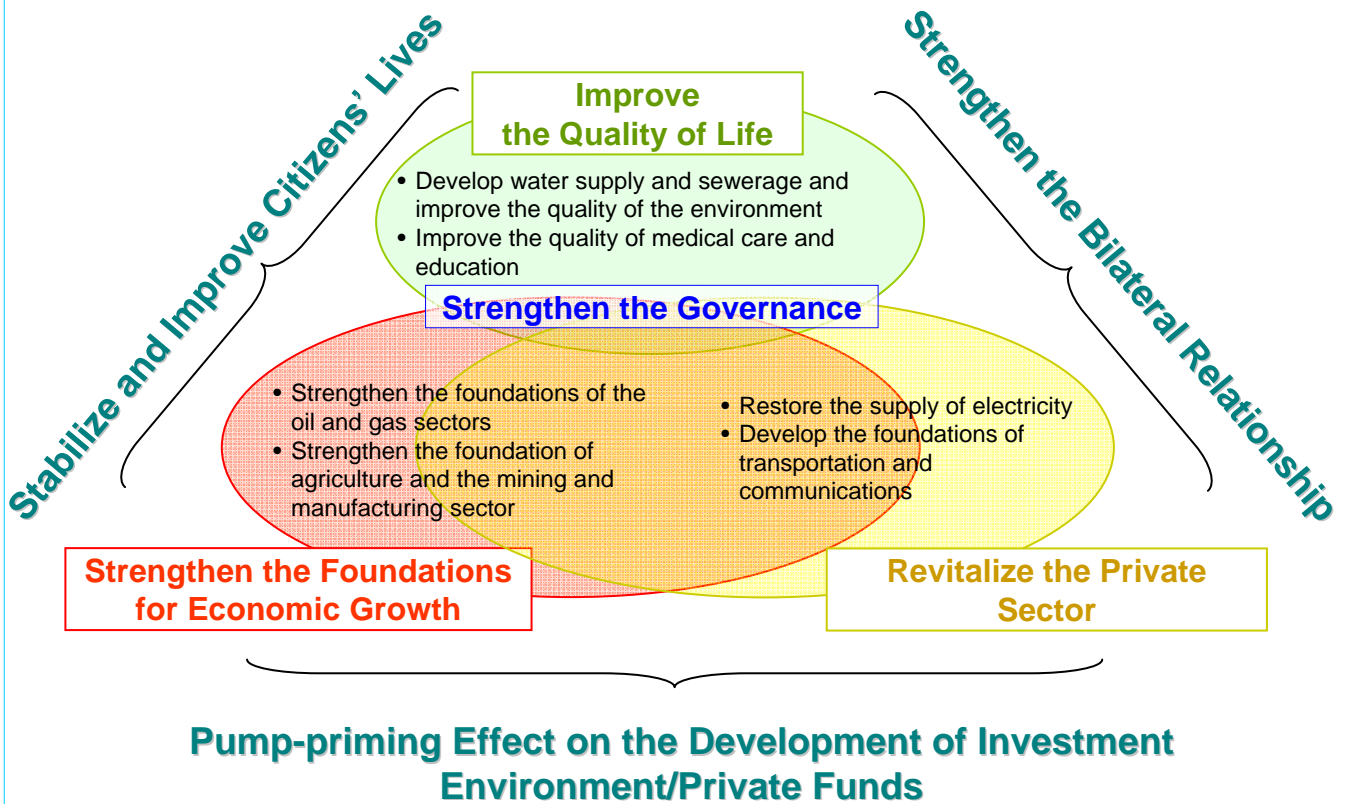 Stabilize and Improve Citizens' Lives
Strengthen the Bilateral Relationship
Improve
the Quality of Life
• Develop water supply and sewerage and
improve the quality of the environment
• Improve the quality of medical care and
education
Strengthen the Governance
• Strengthen the foundations of the
oil and gas sectors
• Strengthen the foundation of
agriculture and the mining and
manufacturing sector
• Restore the supply of electricity
• Develop the foundations of
transportation and
communications
Strengthen the Foundations
for Economic Growth
Revitalize the Private
Sector
Pump-priming Effect on the Development of Investment
Environment/Private Funds